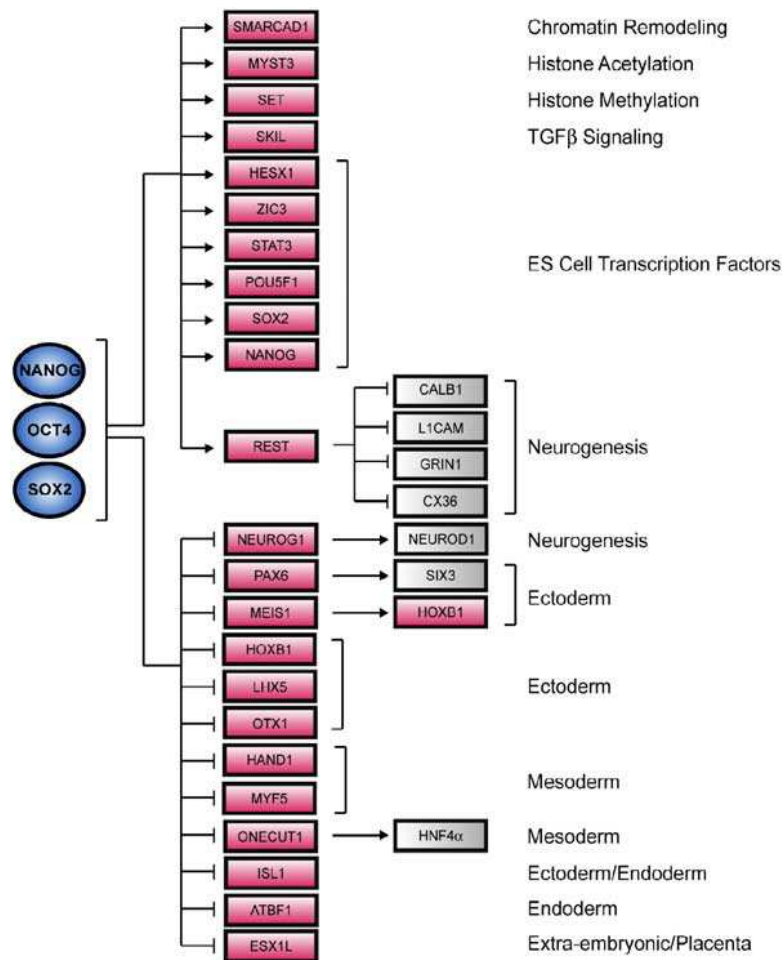 SMARCAD1 Chromatin Remodeling
MYST3 Histone Acetylation
SET Histone Methylation
SKIL TGFβ Signaling
HESX1
ZIC3
STAT3
ES Cell Transcription Factors
POU5F1
SOX2
NANOG
NANOG
OCT4
SOX2
CALB1
L1CAM
REST
Neurogenesis
GRIN1
CX36
NEUROG1 NEUROD1 Neurogenesis
PAX6 SIX3
Ectoderm
MEIS1 HOXB1
HOXB1
LHX5 Ectoderm
OTX1
HAND1
Mesoderm
MYF5
ONECUT1 HNF4α Mesoderm
ISL1 Ectoderm/Endoderm
ATBF1 Endoderm
ESX1L Extra-embryonic/Placenta